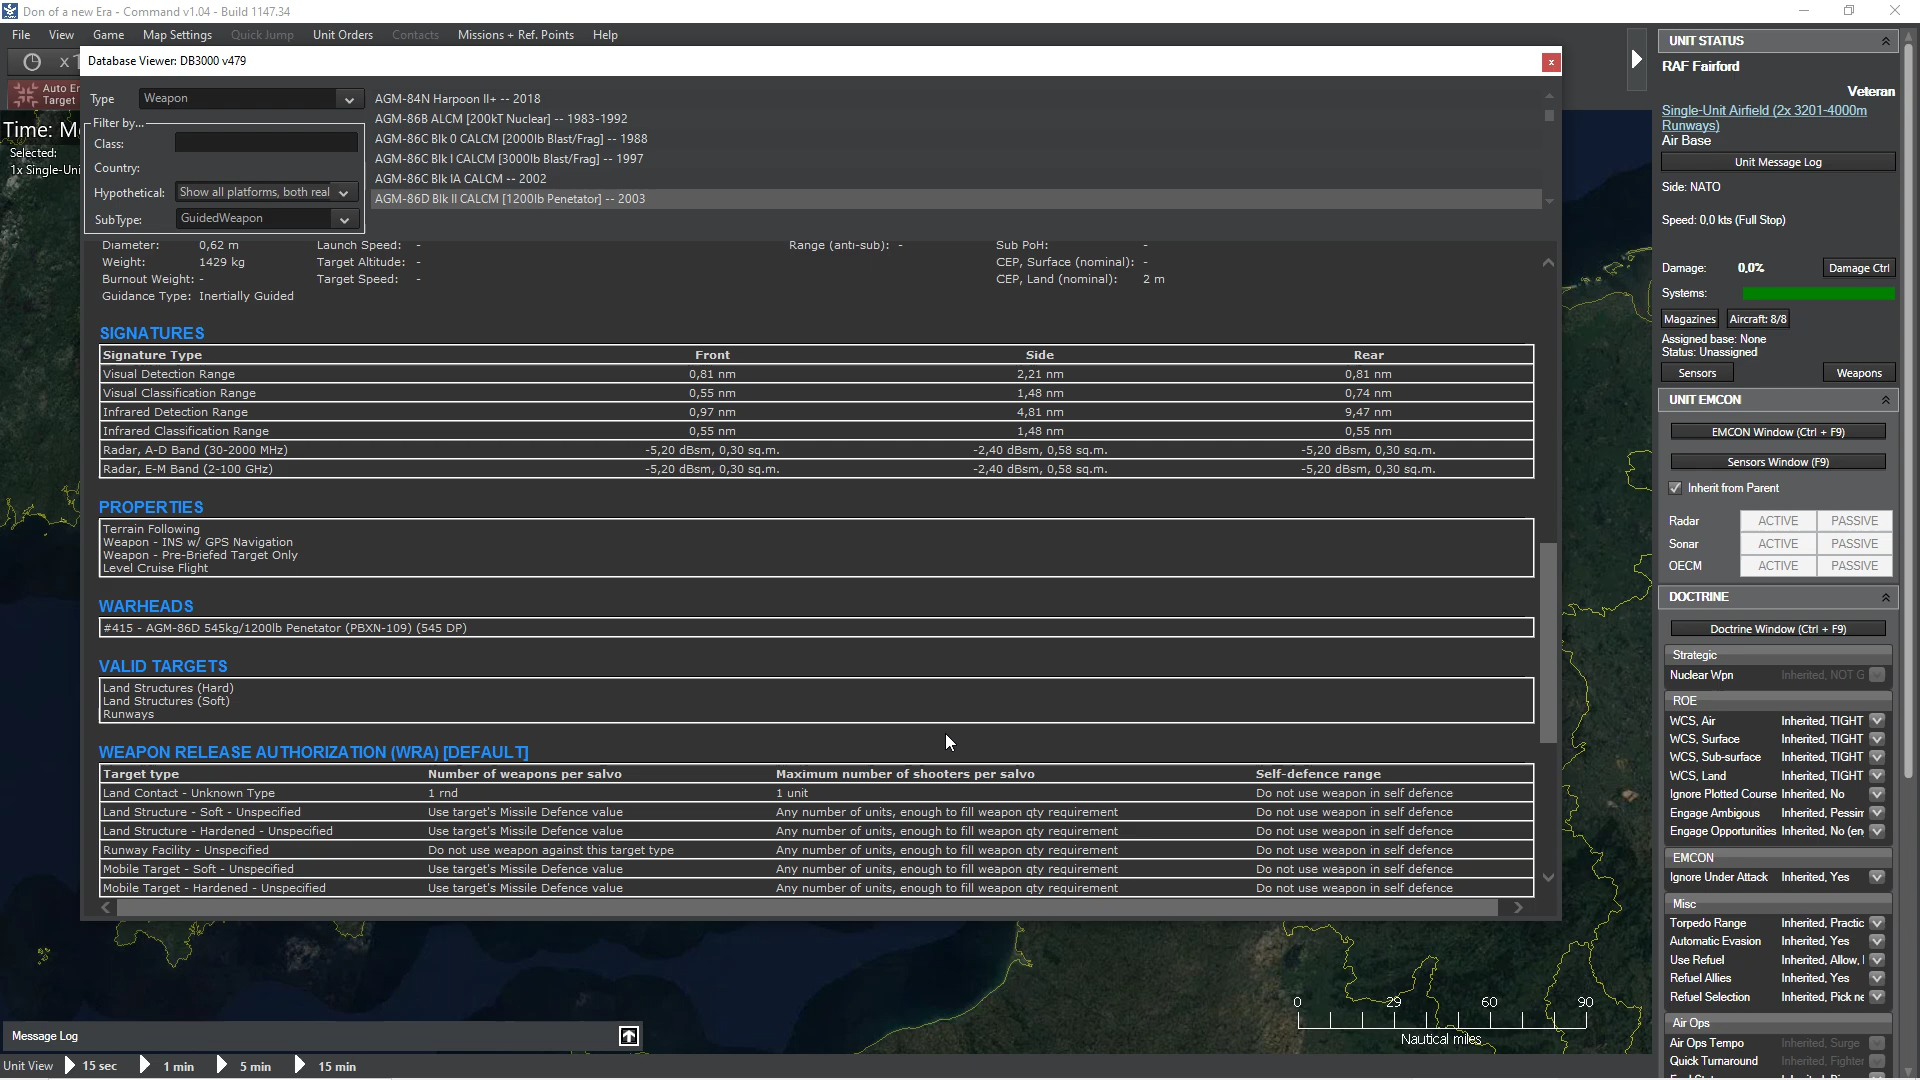 Don of a new Era - Command v1.04 - Build 1147.34
File View Game Map Settings Quick Jump Unit Orders Contacts Missions + Ref. Points Help
Database Viewer: DB3000 v479
x1
Auto En
Target
Time: M
Selected:
1x Single-Uni
Type Weapon
Filter by...
Class:
Country:
Hypothetical: Show all platforms, both real
SubType: GuidedWeapon
AGM-84N Harpoon II+ -- 2018
AGM-86B ALCM [200kT Nuclear] -- 1983-1992
AGM-86C Blk 0 CALCM [2000lb Blast/Frag] -- 1988
AGM-86C Blk I CALCM [3000lb Blast/Frag] -- 1997
AGM-86C Blk IA CALCM -- 2002
AGM-86D Blk II CALCM [1200lb Penetator] -- 2003
Diameter: 0,62 m Launch Speed: - Range (anti-sub): - Sub PoH: -
Weight: 1429 kg Target Altitude: - CEP, Surface (nominal): -
Burnout Weight: - Target Speed: - CEP, Land (nominal): 2 m
Guidance Type: Inertially Guided
SIGNATURES
Signature Type Front Side Rear
Visual Detection Range 0,81 nm 2,21 nm 0,81 nm
Visual Classification Range 0,55 nm 1,48 nm 0,74 nm
Infrared Detection Range 0,97 nm 4,81 nm 9,47 nm
Infrared Classification Range 0,55 nm 1,48 nm 0,55 nm
Radar, A-D Band (30-2000 MHz) -5,20 dBsm, 0,30 sq.m. -2,40 dBsm, 0,58 sq.m. -5,20 dBsm, 0,30 sq.m.
Radar, E-M Band (2-100 GHz) -5,20 dBsm, 0,30 sq.m. -2,40 dBsm, 0,58 sq.m. -5,20 dBsm, 0,30 sq.m.
PROPERTIES
Terrain Following
Weapon - INS w/ GPS Navigation
Weapon - Pre-Briefed Target Only
Level Cruise Flight
WARHEADS
#415 - AGM-86D 545kg/1200lb Penetator (PBXN-109) (545 DP)
VALID TARGETS
Land Structures (Hard)
Land Structures (Soft)
Runways
WEAPON RELEASE AUTHORIZATION (WRA) [DEFAULT]
Target type Number of weapons per salvo Maximum number of shooters per salvo Self-defence range
Land Contact - Unknown Type 1 rnd 1 unit Do not use weapon in self defence
Land Structure - Soft - Unspecified Use target's Missile Defence value Any number of units, enough to fill weapon qty requirement Do not use weapon in self defence
Land Structure - Hardened - Unspecified Use target's Missile Defence value Any number of units, enough to fill weapon qty requirement Do not use weapon in self defence
Runway Facility - Unspecified Do not use weapon against this target type Any number of units, enough to fill weapon qty requirement Do not use weapon in self defence
Mobile Target - Soft - Unspecified Use target's Missile Defence value Any number of units, enough to fill weapon qty requirement Do not use weapon in self defence
Mobile Target - Hardened - Unspecified Use target's Missile Defence value Any number of units, enough to fill weapon qty requirement Do not use weapon in self defence
0 29 60 90
Nautical miles
Message Log
Unit View 15 sec 1 min 5 min 15 min
UNIT STATUS
RAF Fairford
Veteran
Single-Unit Airfield (2x 3201-4000m
Runways)
Air Base
Unit Message Log
Side: NATO
Speed: 0,0 kts (Full Stop)
Damage: 0,0% Damage Ctrl
Systems:
Magazines Aircraft: 8/8
Assigned base: None
Status: Unassigned
Sensors Weapons
UNIT EMCON
EMCON Window (Ctrl + F9)
Sensors Window (F9)
Inherit from Parent
Radar ACTIVE PASSIVE
Sonar ACTIVE PASSIVE
OECM ACTIVE PASSIVE
DOCTRINE
Doctrine Window (Ctrl + F9)
Strategic
Nuclear Wpn Inherited, NOT G
ROE
WCS, Air Inherited, TIGHT
WCS, Surface Inherited, TIGHT
WCS, Sub-surface Inherited, TIGHT
WCS, Land Inherited, TIGHT
Ignore Plotted Course Inherited, No
Engage Ambiguous Inherited, Pessim
Engage Opportunities Inherited, No (en
EMCON
Ignore Under Attack Inherited, Yes
Misc
Torpedo Range Inherited, Practic
Automatic Evasion Inherited, Yes
Use Refuel Inherited, Allow,
Refuel Allies Inherited, Yes
Refuel Selection Inherited, Pick ne
Air Ops
Air Ops Tempo Inherited, Surge
Quick Turnaround Inherited, Fighter